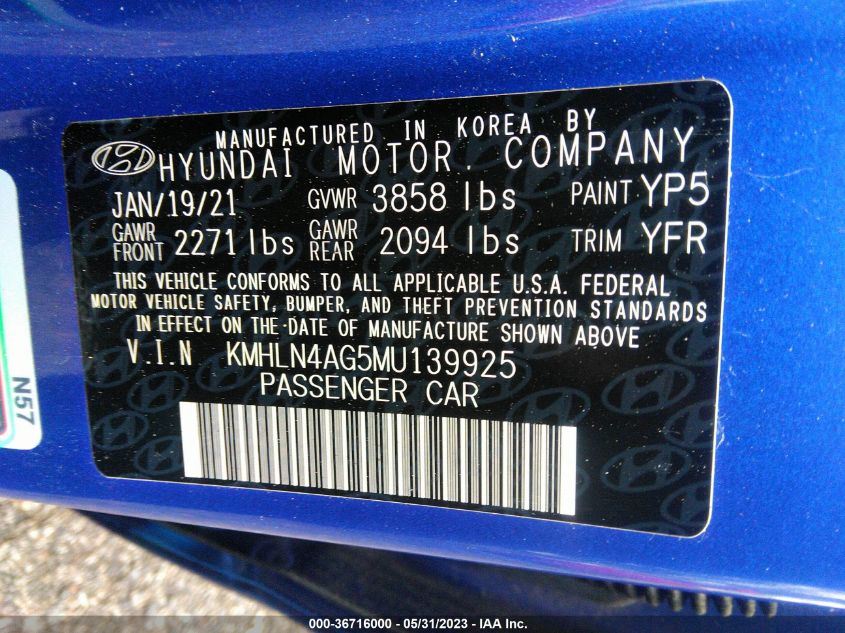 MANUFACTURED IN KOREA BY
HYUNDAI MOTOR COMPANY
JAN/19/21 GVWR 3858 lbs PAINT YP5
GAWR FRONT 2271 lbs GAWR REAR 2094 lbs TRIM YFR
THIS VEHICLE CONFORMS TO ALL APPLICABLE U.S.A. FEDERAL
MOTOR VEHICLE SAFETY, BUMPER, AND THEFT PREVENTION STANDARDS
IN EFFECT ON THE DATE OF MANUFACTURE SHOWN ABOVE
V.I.N KMHLN4AG5MU139925
PASSENGER CAR
N57
000-36716000 - 05/31/2023 - IAA Inc.